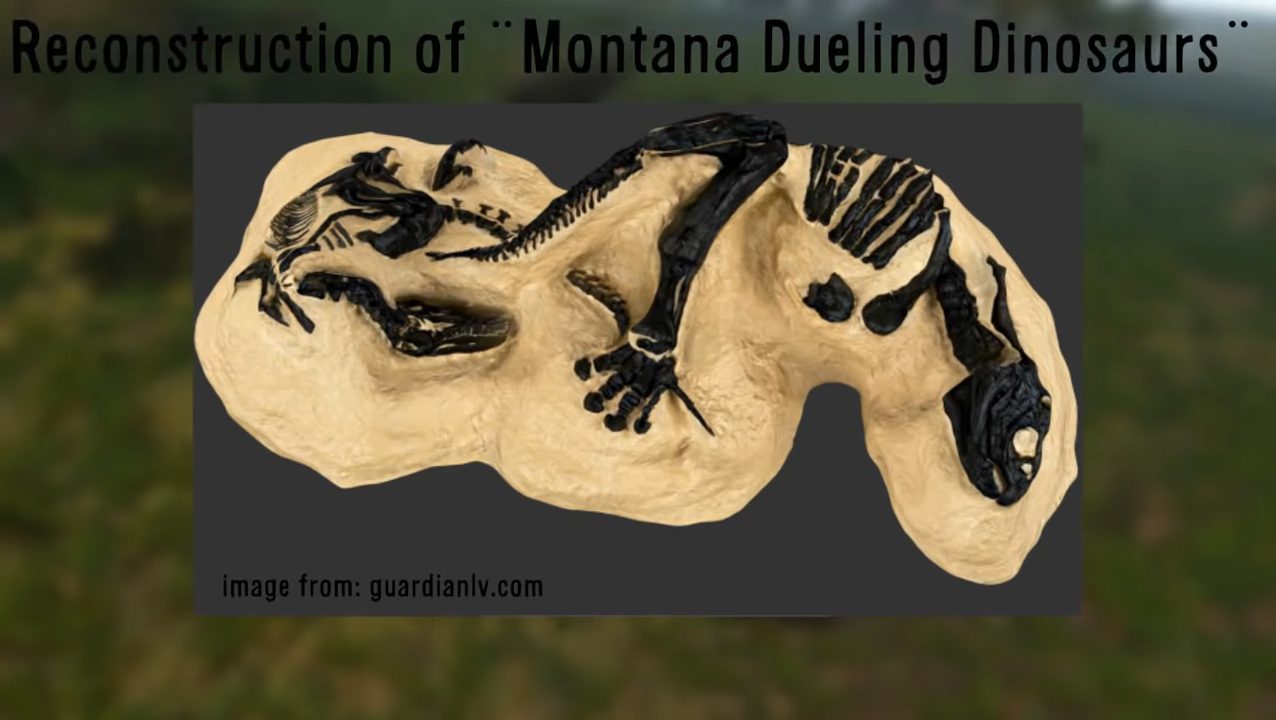 Reconstruction of ¨Montana Dueling Dinosaurs¨
image from: guardianlv.com